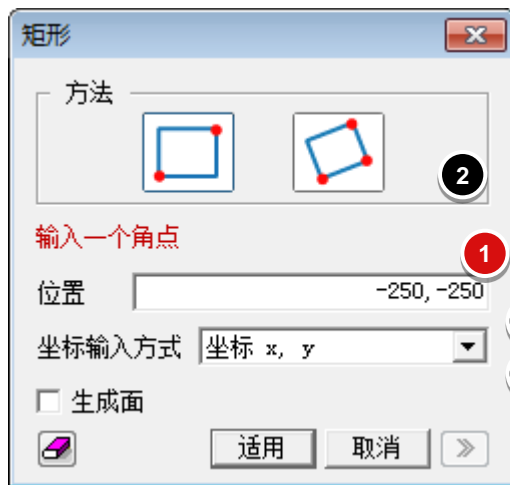 矩形
方法
2
输入一个角点
1
位置 -250, -250
坐标输入方式 坐标 x, y
生成面
适用 取消